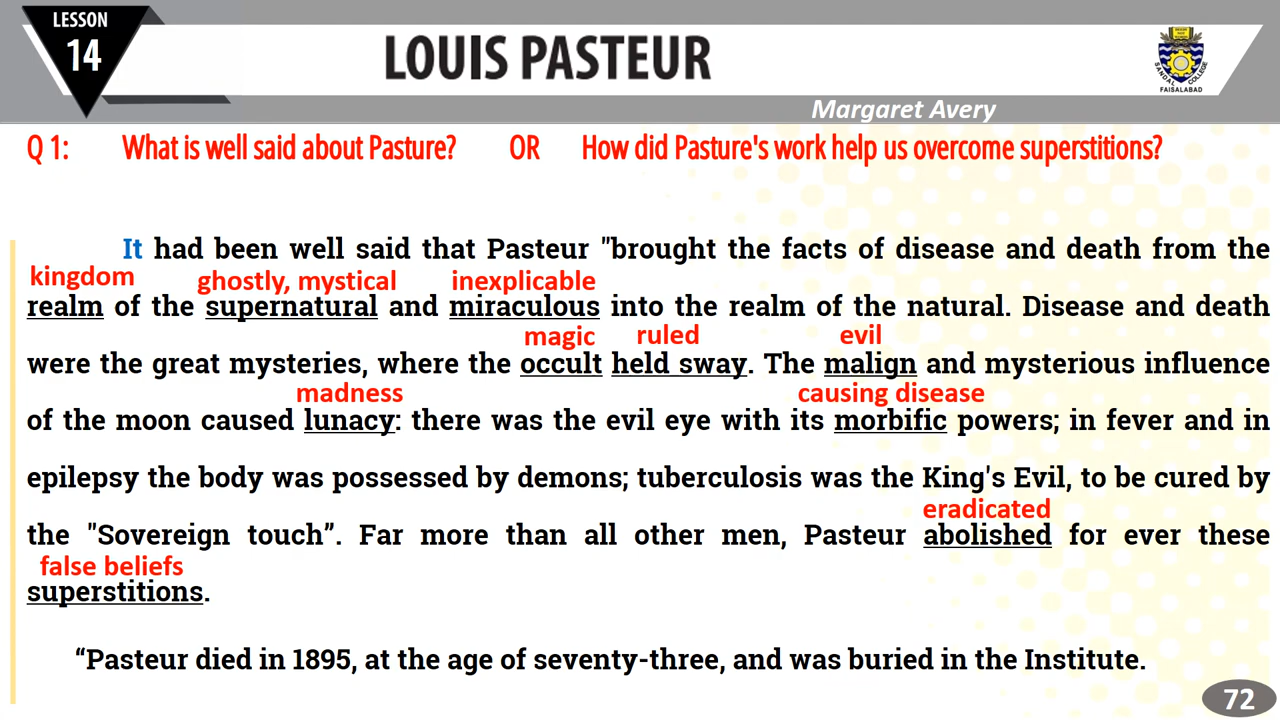 LESSON
14
LOUIS PASTEUR
SANDAL COLLEGE
FAISALABAD
Margaret Avery
Q 1: What is well said about Pasture? OR How did Pasture's work help us overcome superstitions?
It had been well said that Pasteur "brought the facts of disease and death from the
kingdom ghostly, mystical inexplicable
realm of the supernatural and miraculous into the realm of the natural. Disease and death
magic ruled evil
were the great mysteries, where the occult held sway. The malign and mysterious influence
madness causing disease
of the moon caused lunacy: there was the evil eye with its morbific powers; in fever and in
epilepsy the body was possessed by demons; tuberculosis was the King's Evil, to be cured by
eradicated
the "Sovereign touch”. Far more than all other men, Pasteur abolished for ever these
false beliefs
superstitions.
“Pasteur died in 1895, at the age of seventy-three, and was buried in the Institute.
72